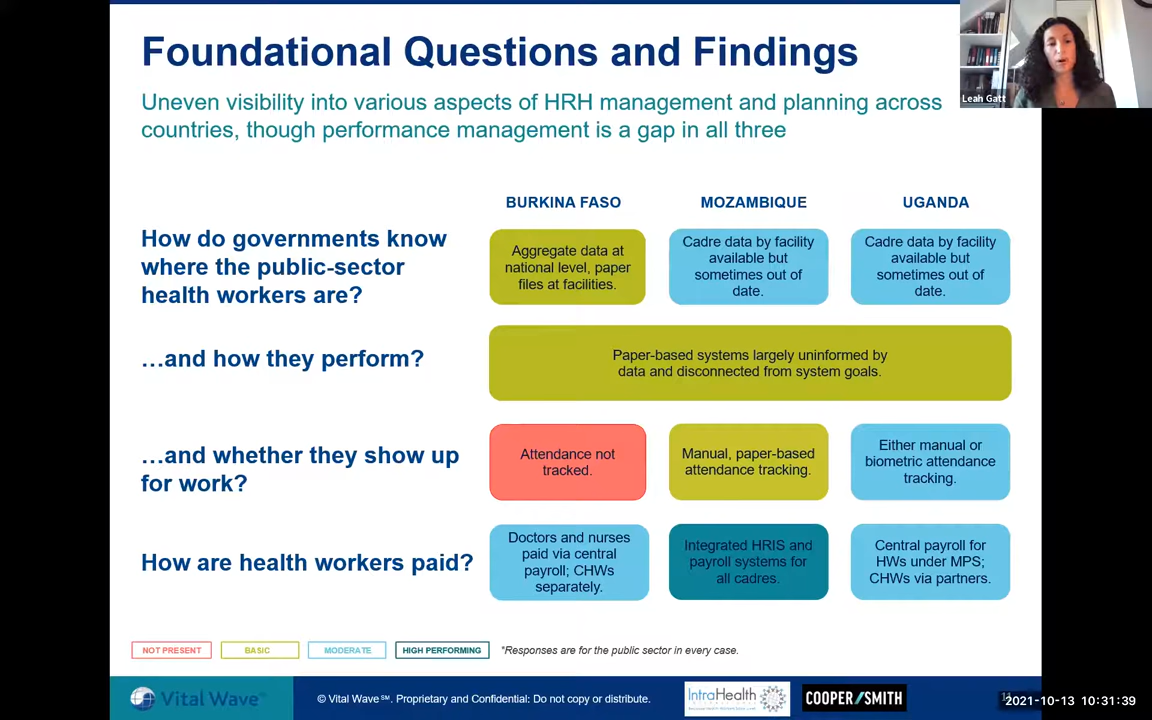 Foundational Questions and Findings
Uneven visibility into various aspects of HRH management and planning across
countries, though performance management is a gap in all three
Leah Gatt
BURKINA FASO
MOZAMBIQUE
UGANDA
How do governments know
where the public-sector
health workers are?
Aggregate data at
national level, paper
files at facilities.
Cadre data by facility
available but
sometimes out of
date.
Cadre data by facility
available but
sometimes out of
date.
…and how they perform?
Paper-based systems largely uninformed by
data and disconnected from system goals.
…and whether they show up
for work?
Attendance not
tracked.
Manual, paper-based
attendance tracking.
Either manual or
biometric attendance
tracking.
How are health workers paid?
Doctors and nurses
paid via central
payroll; CHWs
separately.
Integrated HRIS and
payroll systems for
all cadres.
Central payroll for
HWs under MPS;
CHWs via partners.
NOT PRESENT
BASIC
MODERATE
HIGH PERFORMING
*Responses are for the public sector in every case.
Vital Wave
© Vital Wave℠. Proprietary and Confidential: Do not copy or distribute.
IntraHealth
COOPER/SMITH
2021-10-13 10:31:39